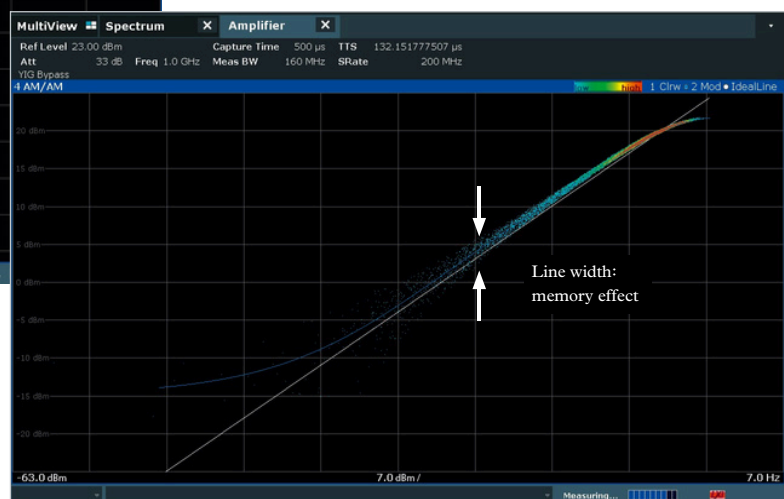 MultiView Spectrum X Amplifier X
Ref Level 23.00 dBm Capture Time 500 µs TTS 132.151777507 µs
Att 33 dB Freq 1.0 GHz Meas BW 160 MHz SRate 200 MHz
YIG Bypass
4 AM/AM low high 1 Clrw 2 Mod IdealLine
20 dBm
15 dBm
10 dBm
5 dBm
0 dBm
-5 dBm
-10 dBm
-15 dBm
-20 dBm
Line width:
memory effect
-63.0 dBm 7.0 dBm/ 7.0 Hz
Measuring...